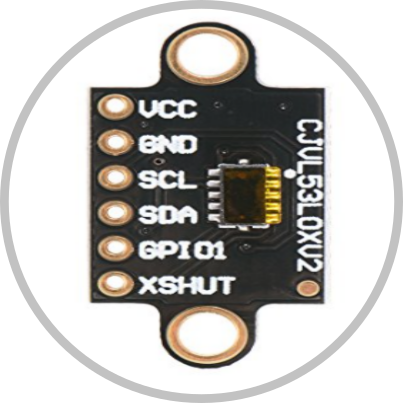 VCC
GND
SCL
SDA
GPIO1
XSHUT
CJVL53L0XV2